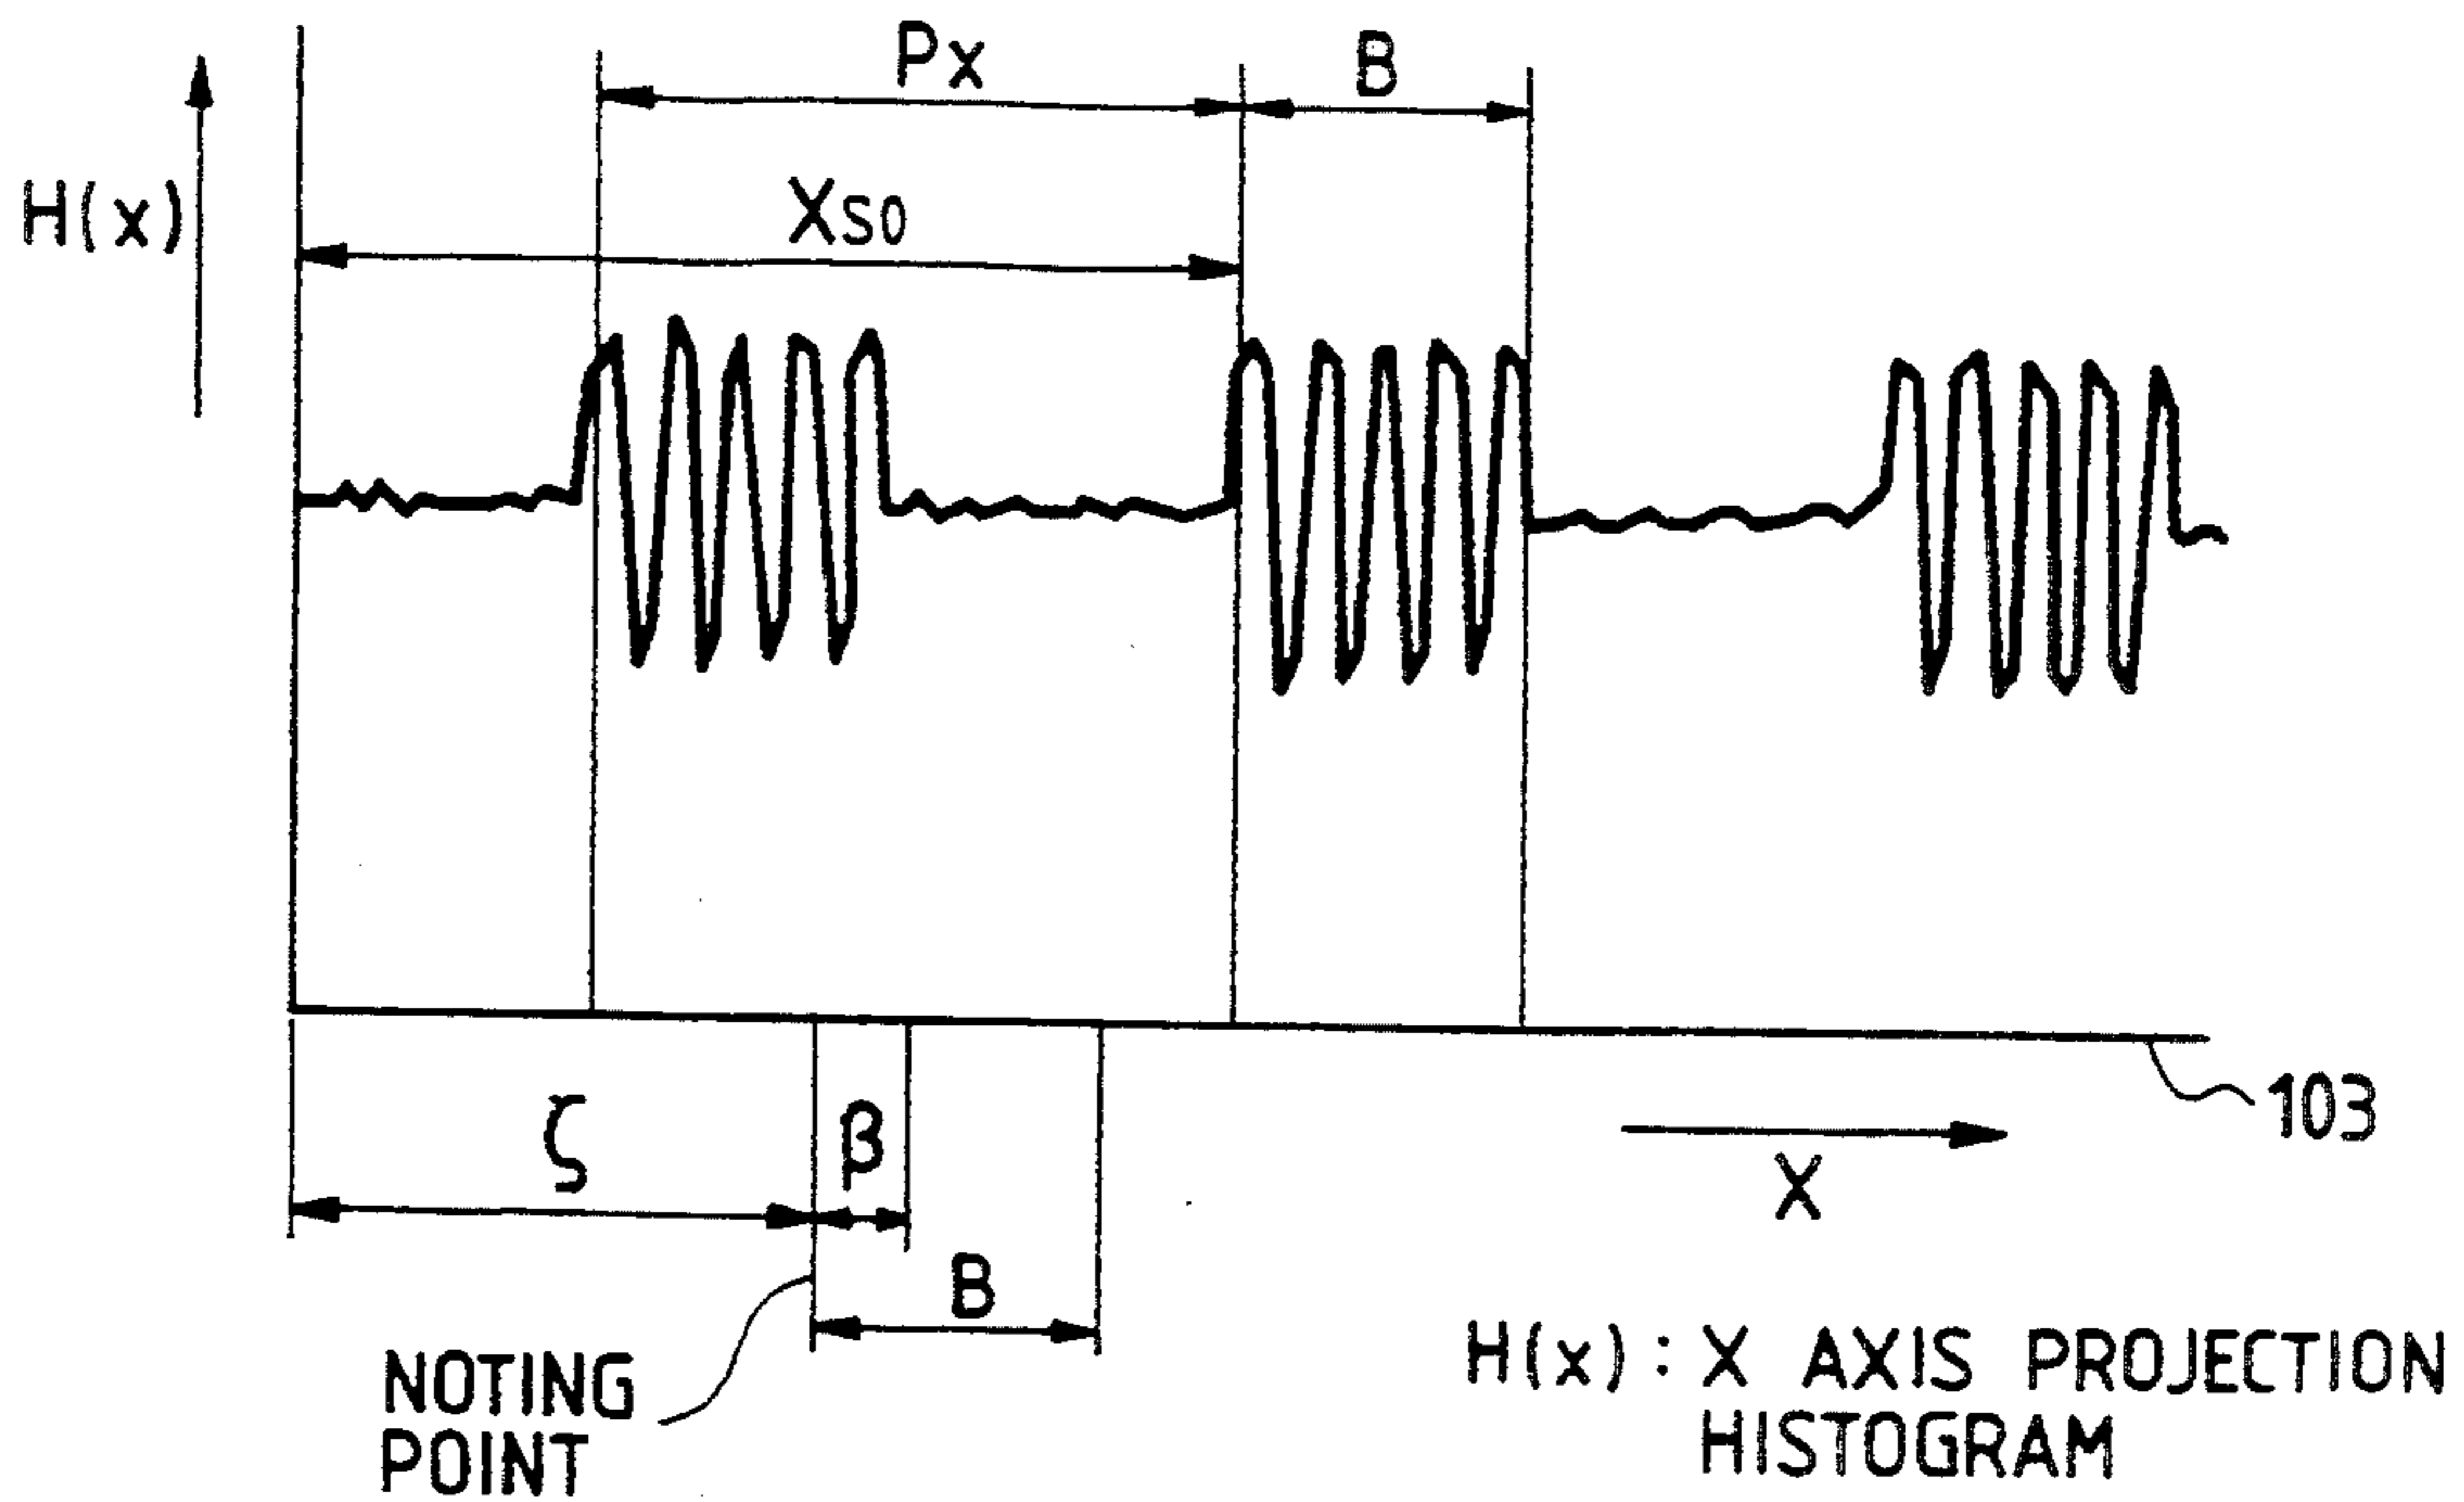 Px
B
H(x)
Xs0
ζ
β
103
X
B
NOTING
POINT
H(x) : X AXIS PROJECTION
HISTOGRAM